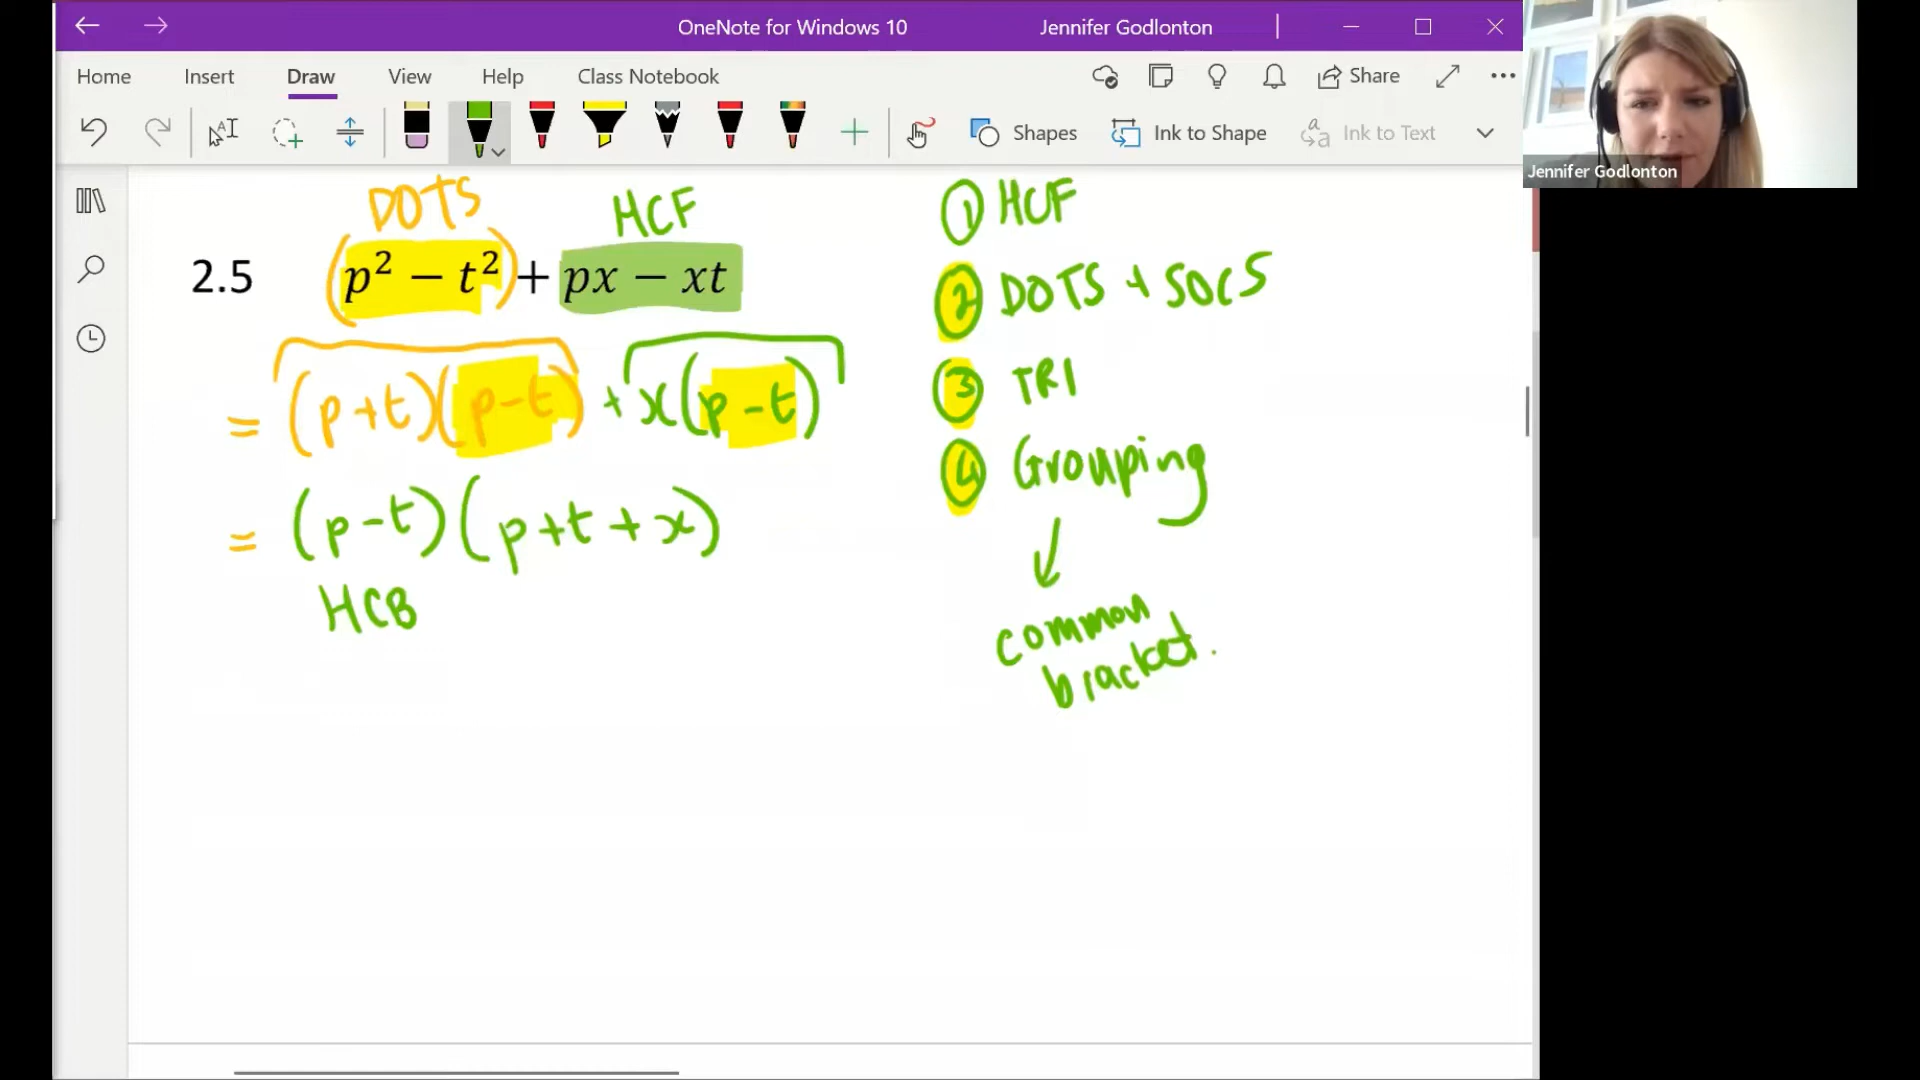 OneNote for Windows 10
Jennifer Godlonton
Home Insert Draw View Help Class Notebook
Share
Shapes Ink to Shape Ink to Text
Jennifer Godlonton
DOTS HCF
2.5 (p² − t²) + px − xt
= (p+t)(p-t) + x(p-t)
= (p-t)(p+t+x)
HCB
① HCF
② DOTS + SOCS
③ TRI
④ Grouping
common
bracket.